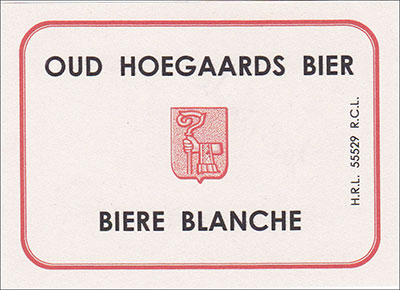 OUD HOEGAARDS BIER
BIERE BLANCHE
H.R.L. 55529 R.C.L.